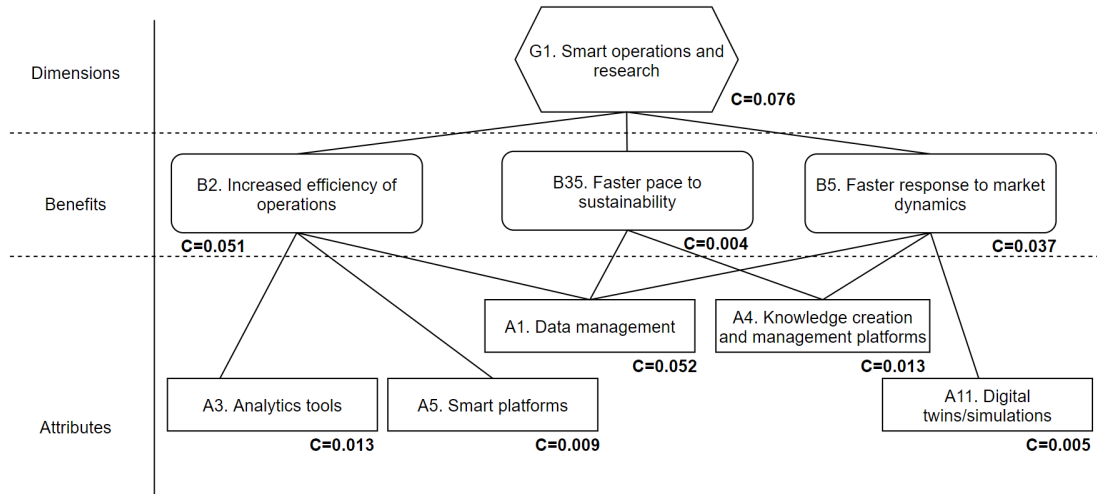 Dimensions
G1. Smart operations and
research
C=0.076
Benefits
B2. Increased efficiency of
operations
C=0.051
B35. Faster pace to
sustainability
C=0.004
B5. Faster response to market
dynamics
C=0.037
Attributes
A1. Data management
C=0.052
A4. Knowledge creation
and management platforms
C=0.013
A3. Analytics tools
C=0.013
A5. Smart platforms
C=0.009
A11. Digital
twins/simulations
C=0.005